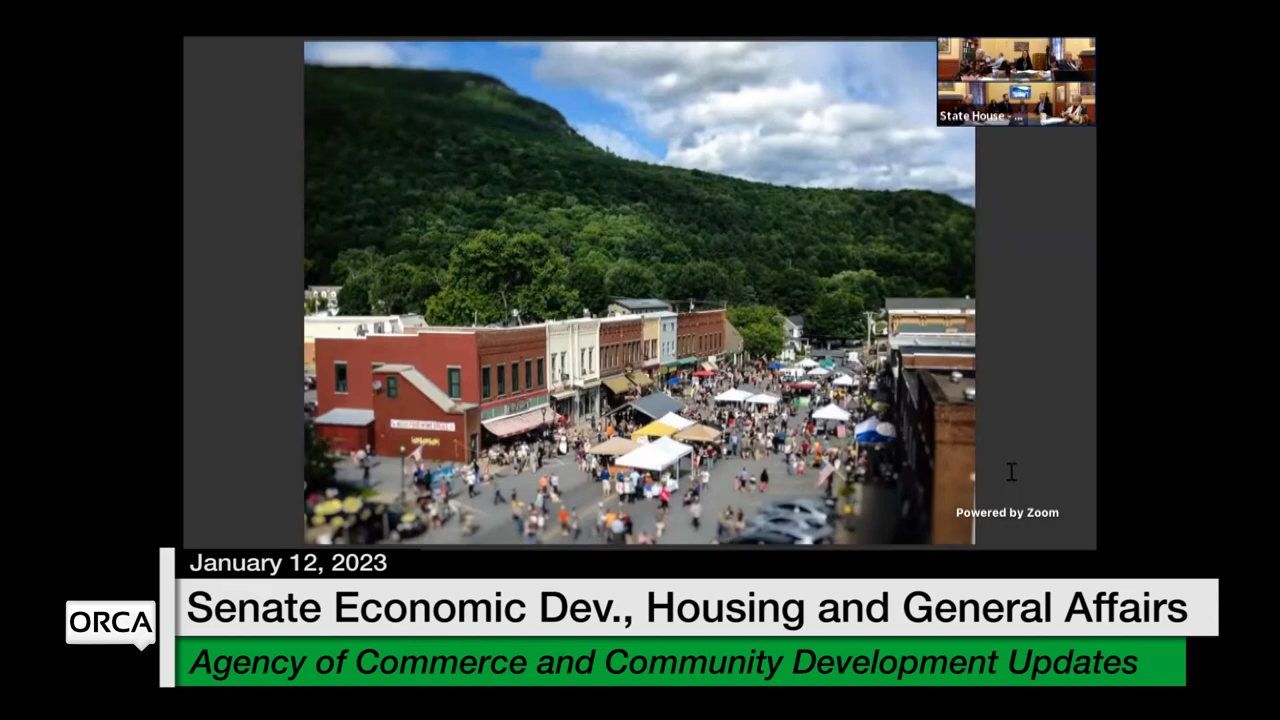 State House - ...
Powered by Zoom
January 12, 2023
Senate Economic Dev., Housing and General Affairs
ORCA
Agency of Commerce and Community Development Updates